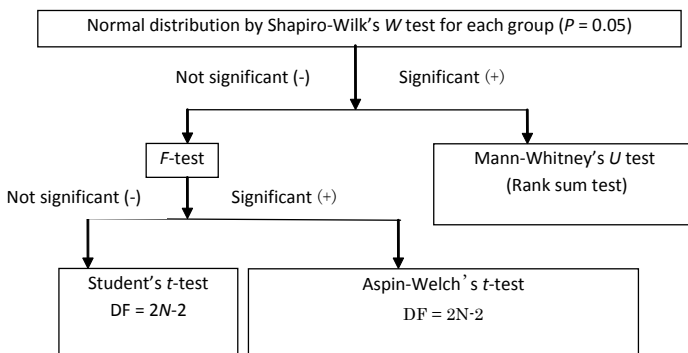 Normal distribution by Shapiro-Wilk's W test for each group (P = 0.05)
Not significant (-) Significant (+)
F-test
Mann-Whitney's U test
(Rank sum test)
Not significant (-) Significant (+)
Student's t-test
DF = 2N-2
Aspin-Welch's t-test
DF = 2N-2